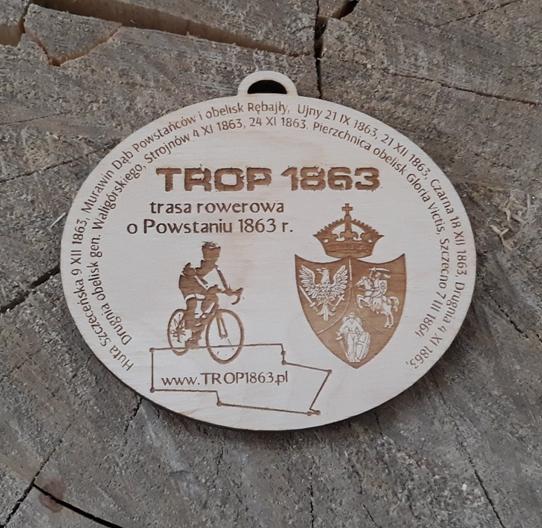 Huta Szczeceńska 9 XII 1863, Murawin Dąb Powstańców i obelisk Rębajły, Ujny 21 IX 1863, 21 XII 1863, Czarna 18 XII 1863, Drugnia 4 XI 1863,
Drugnia obelisk gen. Waligórskiego, Strojnów 4 XI 1863, 24 XI 1863, Pierzchnica obelisk Gloria Victis, Szczecno 7 II 1864
TROP 1863
trasa rowerowa
o Powstaniu 1863 r.
www.TROP1863.pl